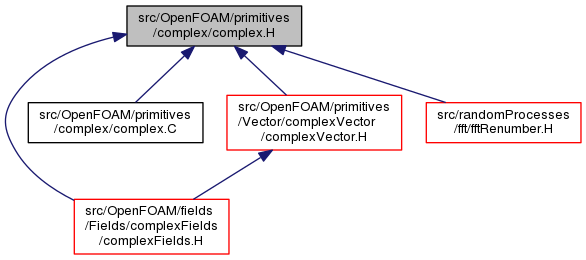 src/OpenFOAM/primitives
/complex/complex.H
src/OpenFOAM/primitives
/complex/complex.C
src/OpenFOAM/primitives
/Vector/complexVector
/complexVector.H
src/randomProcesses
/fft/fftRenumber.H
src/OpenFOAM/fields
/Fields/complexFields
/complexFields.H